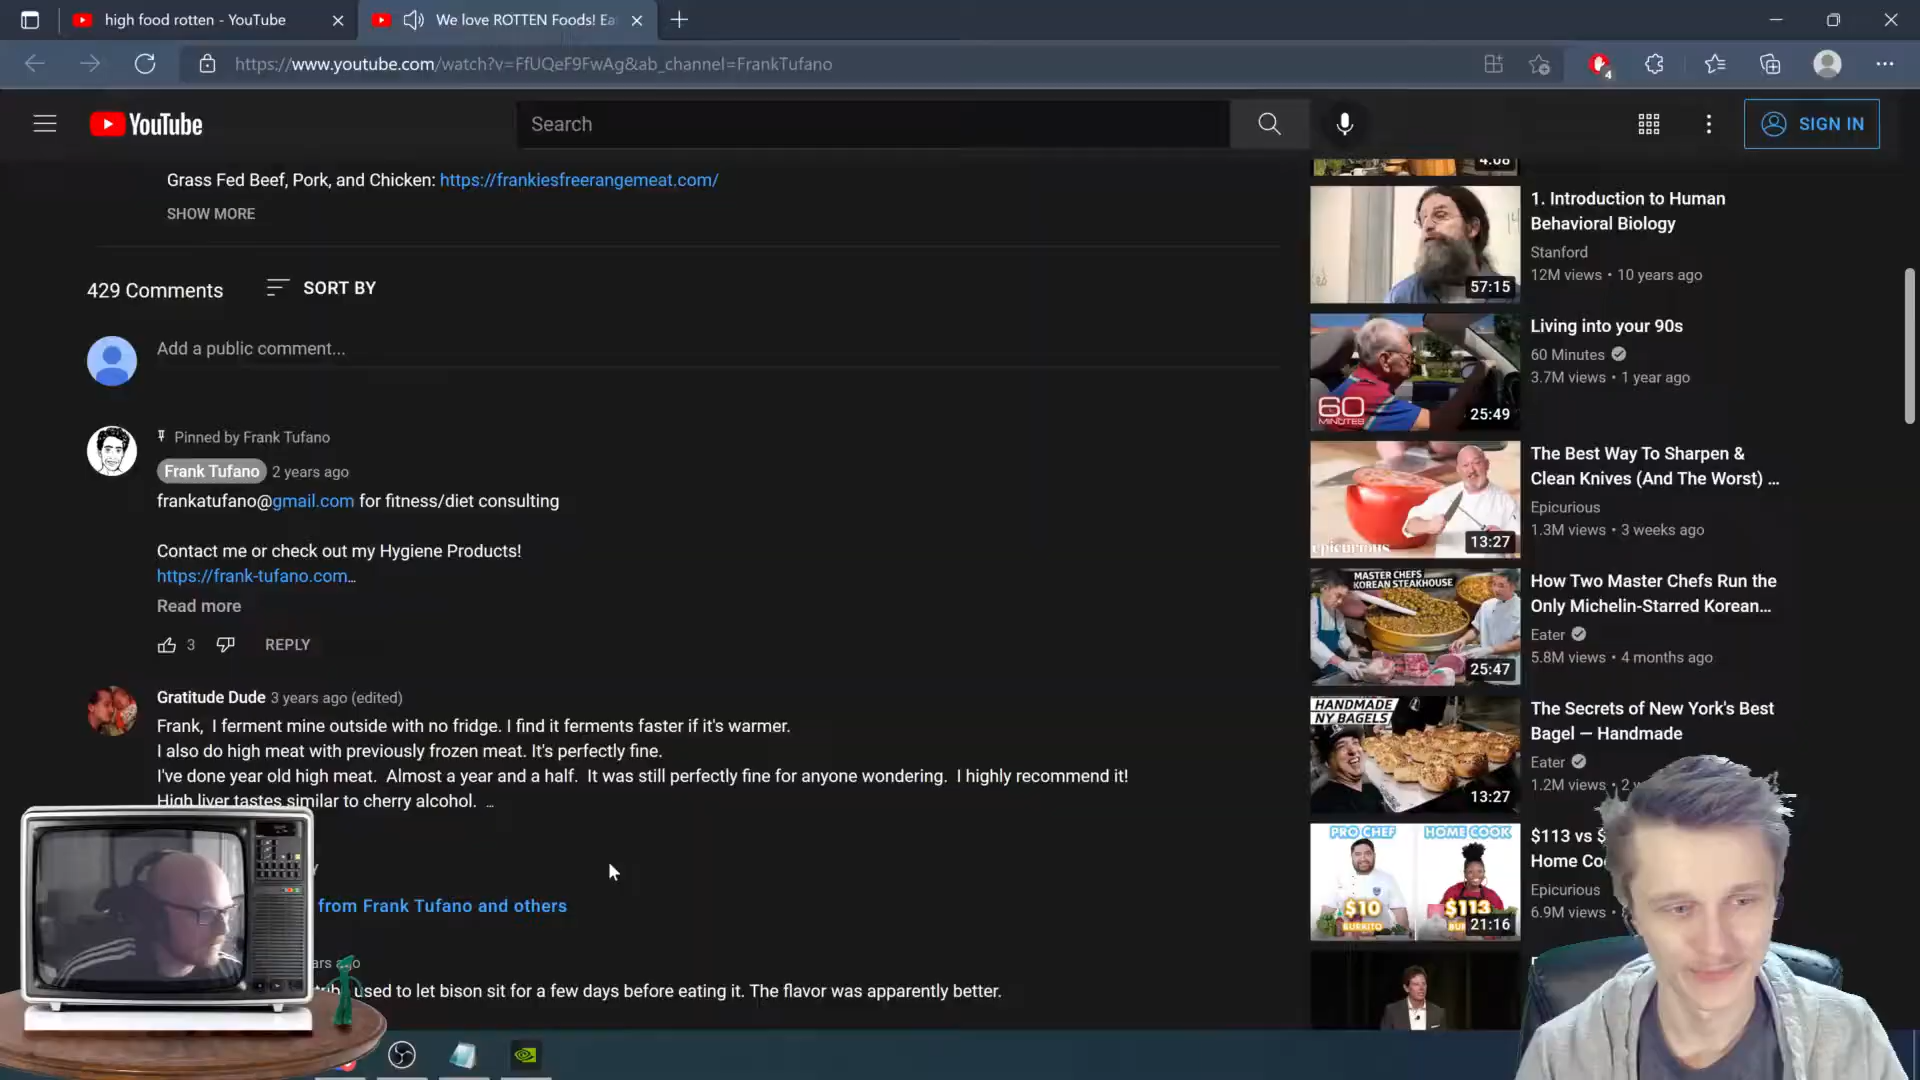 high food rotten - YouTube
We love ROTTEN Foods! Ea
https://www.youtube.com/watch?v=FfUQeF9FwAg&ab_channel=FrankTufano
4
YouTube
Search
SIGN IN
Grass Fed Beef, Pork, and Chicken: https://frankiesfreerangemeat.com/
SHOW MORE
429 Comments
SORT BY
Add a public comment...
Pinned by Frank Tufano
Frank Tufano 2 years ago
frankatufano@gmail.com for fitness/diet consulting
Contact me or check out my Hygiene Products!
https://frank-tufano.com...
Read more
3
REPLY
Gratitude Dude 3 years ago (edited)
Frank, I ferment mine outside with no fridge. I find it ferments faster if it's warmer.
I also do high meat with previously frozen meat. It's perfectly fine.
I've done year old high meat. Almost a year and a half. It was still perfectly fine for anyone wondering. I highly recommend it!
High liver tastes similar to cherry alcohol. ...
from Frank Tufano and others
ago
used to let bison sit for a few days before eating it. The flavor was apparently better.
4:08
57:15
1. Introduction to Human
Behavioral Biology
Stanford
12M views • 10 years ago
60
MINUTES
25:49
Living into your 90s
60 Minutes
3.7M views • 1 year ago
epicurious
13:27
The Best Way To Sharpen &
Clean Knives (And The Worst) ...
Epicurious
1.3M views • 3 weeks ago
MASTER CHEFS
KOREAN STEAKHOUSE
25:47
How Two Master Chefs Run the
Only Michelin-Starred Korean...
Eater
5.8M views • 4 months ago
HANDMADE
NY BAGELS
13:27
The Secrets of New York's Best
Bagel — Handmade
Eater
1.2M views • 2
PRO CHEF HOME COOK
$10
BURRITO
$113
21:16
$113 vs $
Home Co
Epicurious
6.9M views •